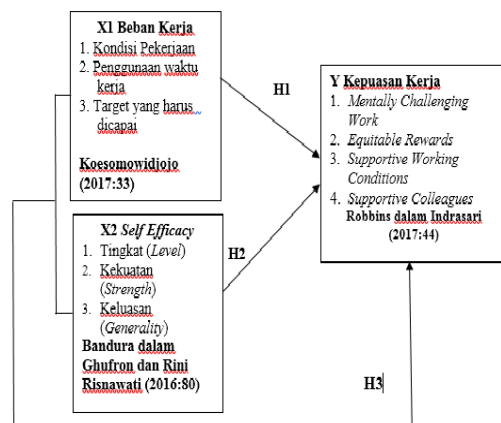 X1 Beban Kerja
1. Kondisi Pekerjaan
2. Penggunaan waktu
kerja
3. Target yang harus
dicapai
Koesomowidjojo
(2017:33)
H1
Y Kepuasan Kerja
1. Mentally Challenging
Work
2. Equitable Rewards
3. Supportive Working
Conditions
4. Supportive Colleagues
Robbins dalam Indrasari
(2017:44)
X2 Self Efficacy
1. Tingkat (Level)
2. Kekuatan
(Strength)
3. Keluasan
(Generality)
Bandura dalam
Ghufron dan Rini
Risnawati (2016:80)
H2
H3